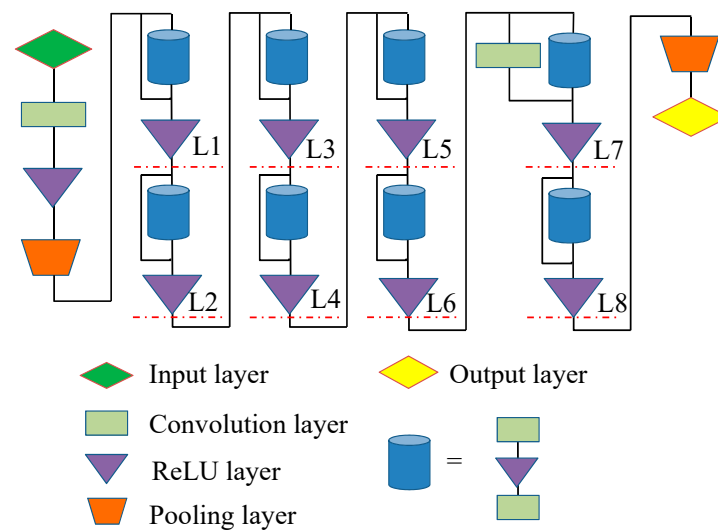 L1
L3
L5
L7
L2
L4
L6
L8
Input layer
Output layer
Convolution layer
ReLU layer
=
Pooling layer